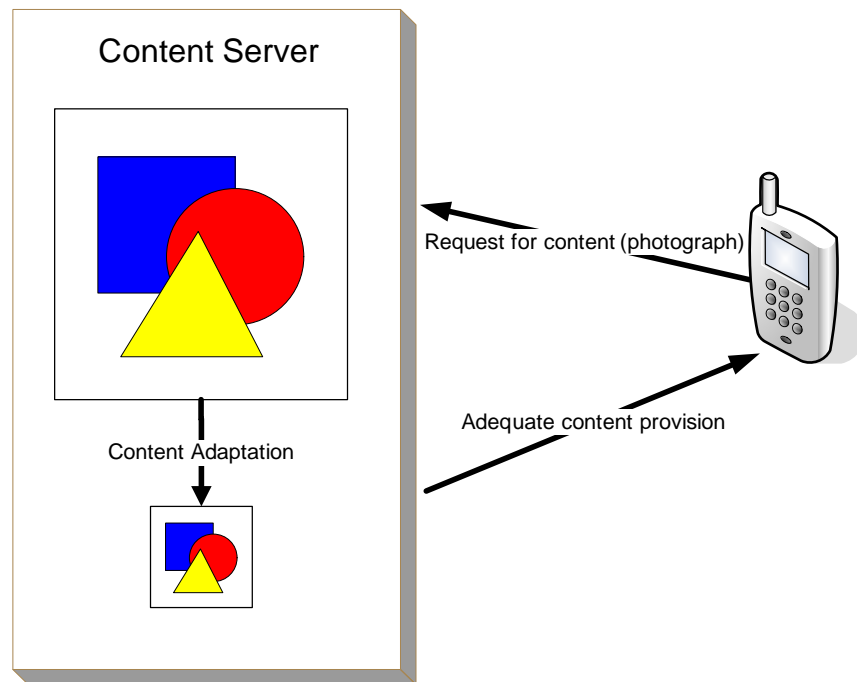 Content Server
Request for content (photograph)
Adequate content provision
Content Adaptation